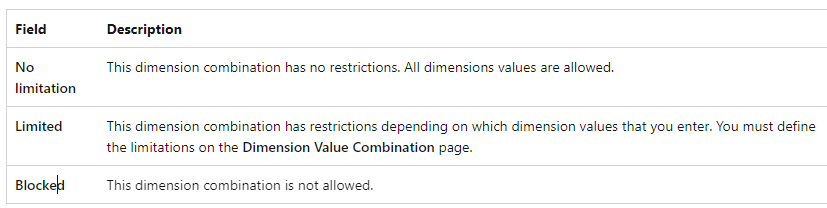 Field Description
No limitation This dimension combination has no restrictions. All dimensions values are allowed.
Limited This dimension combination has restrictions depending on which dimension values that you enter. You must define
the limitations on the Dimension Value Combination page.
Blocked This dimension combination is not allowed.